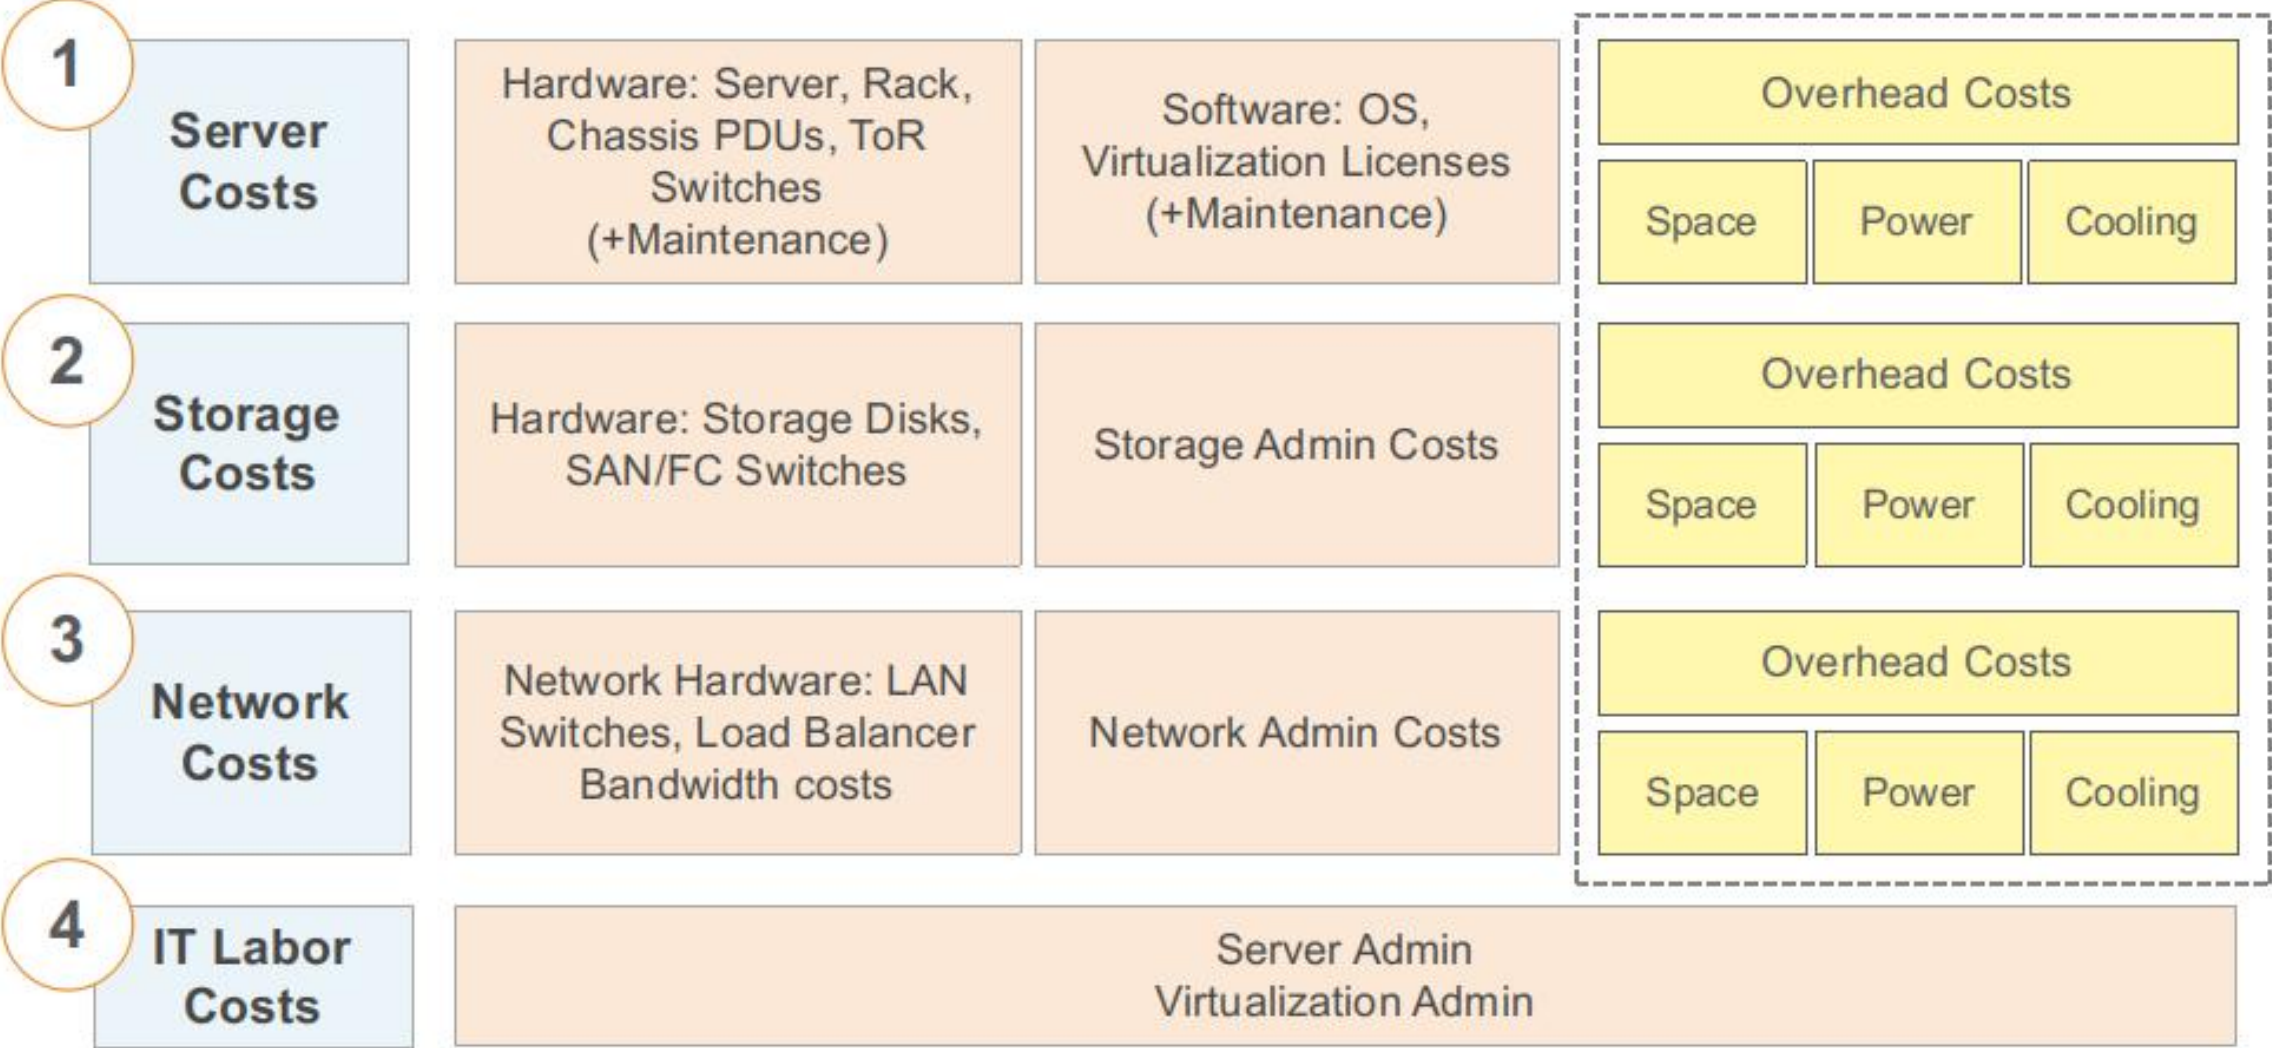 1
Server
Costs
Hardware: Server, Rack,
Chassis PDUs, ToR
Switches
(+Maintenance)
Software: OS,
Virtualization Licenses
(+Maintenance)
Overhead Costs
Space
Power
Cooling
2
Storage
Costs
Hardware: Storage Disks,
SAN/FC Switches
Storage Admin Costs
Overhead Costs
Space
Power
Cooling
3
Network
Costs
Network Hardware: LAN
Switches, Load Balancer
Bandwidth costs
Network Admin Costs
Overhead Costs
Space
Power
Cooling
4
IT Labor
Costs
Server Admin
Virtualization Admin